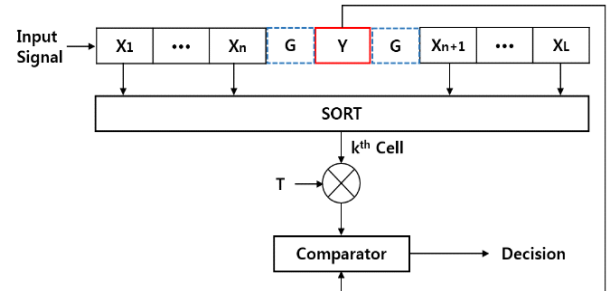 Input Signal
X1 ··· Xn G Y G Xn+1 ··· XL
SORT
kth Cell
T
Comparator
Decision